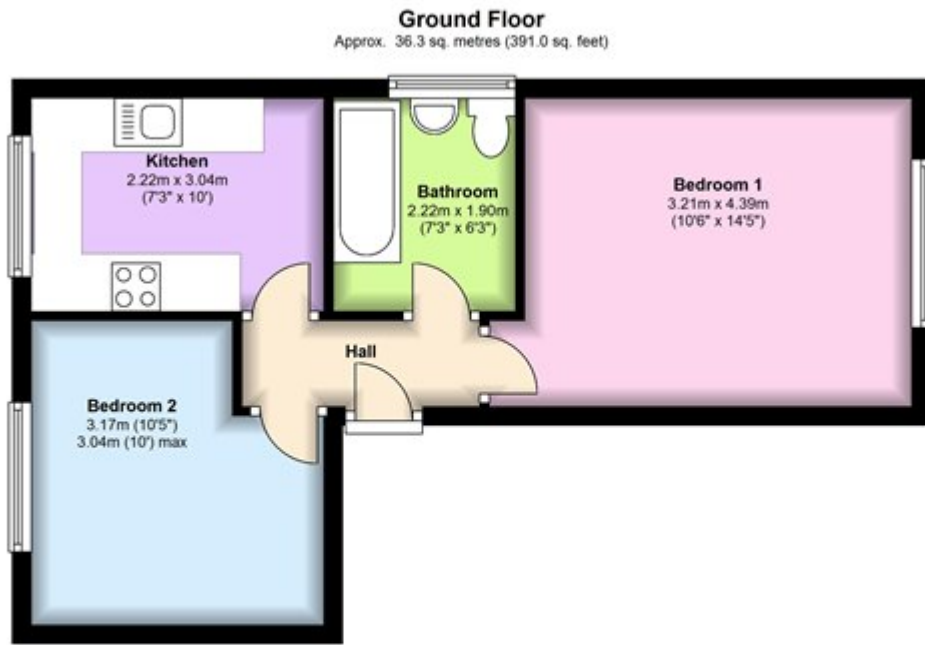 Ground Floor
Approx. 36.3 sq. metres (391.0 sq. feet)
Kitchen
2.22m x 3.04m
(7'3" x 10')
Bathroom
2.22m x 1.90m
(7'3" x 6'3")
Bedroom 1
3.21m x 4.39m
(10'6" x 14'5")
Hall
Bedroom 2
3.17m (10'5")
3.04m (10') max